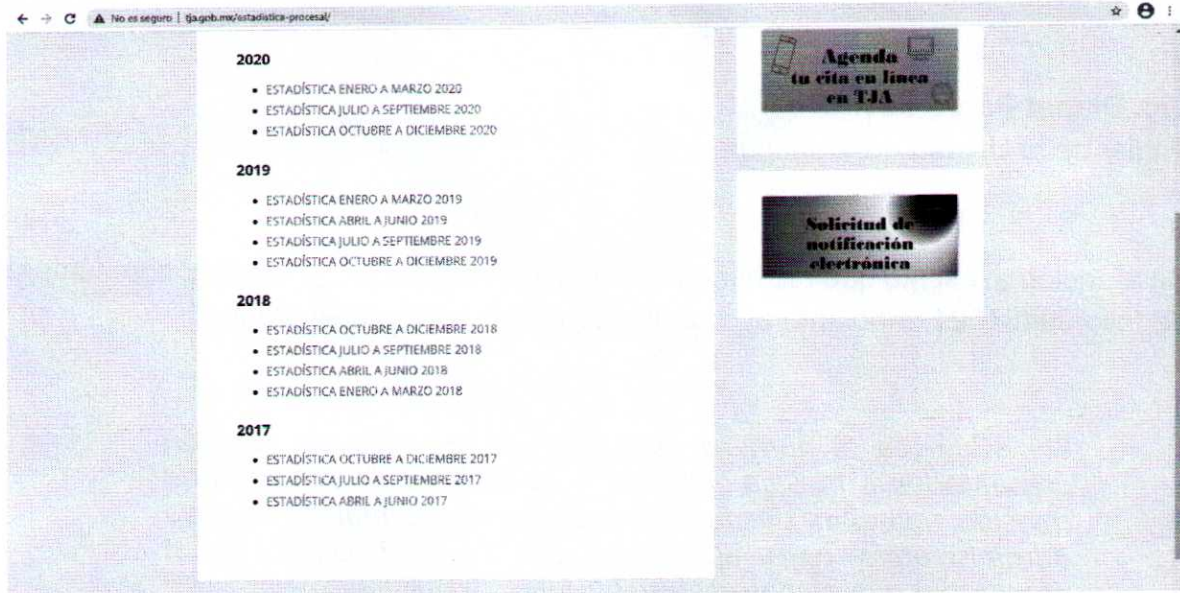 No es seguro | tja.gob.mx/estadistica-procesal/
2020
• ESTADÍSTICA ENERO A MARZO 2020
• ESTADÍSTICA JULIO A SEPTIEMBRE 2020
• ESTADÍSTICA OCTUBRE A DICIEMBRE 2020
2019
• ESTADÍSTICA ENERO A MARZO 2019
• ESTADÍSTICA ABRIL A JUNIO 2019
• ESTADÍSTICA JULIO A SEPTIEMBRE 2019
• ESTADÍSTICA OCTUBRE A DICIEMBRE 2019
2018
• ESTADÍSTICA OCTUBRE A DICIEMBRE 2018
• ESTADÍSTICA JULIO A SEPTIEMBRE 2018
• ESTADÍSTICA ABRIL A JUNIO 2018
• ESTADÍSTICA ENERO A MARZO 2018
2017
• ESTADÍSTICA OCTUBRE A DICIEMBRE 2017
• ESTADÍSTICA JULIO A SEPTIEMBRE 2017
• ESTADÍSTICA ABRIL A JUNIO 2017
Agenda
tu cita en línea
en TJA
Solicitud de
notificación
electrónica